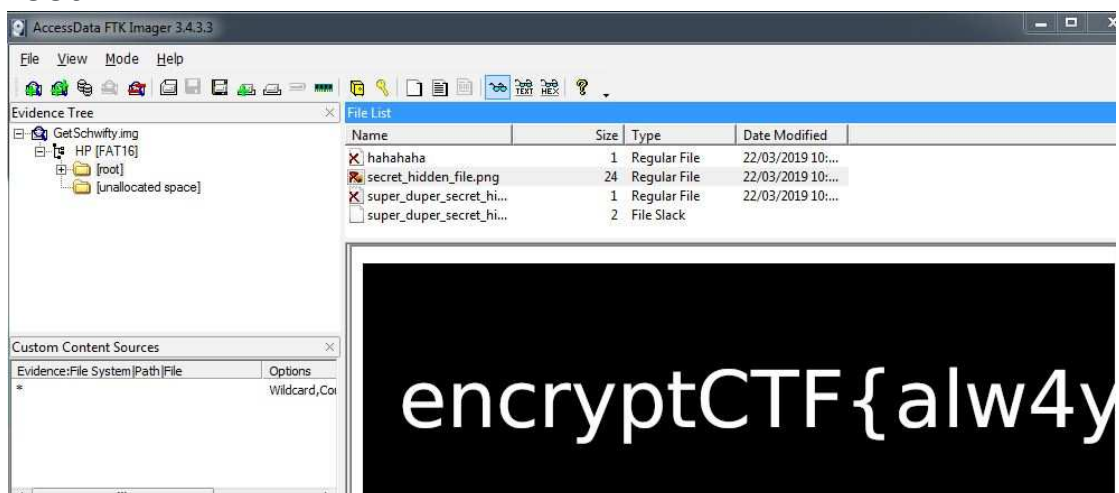 AccessData FTK Imager 3.4.3.3
File View Mode Help
Evidence Tree
GetSchwifty.img
HP [FAT16]
[root]
[unallocated space]
Custom Content Sources
Evidence:File System|Path|File Options
* Wildcard,Co
File List
Name Size Type Date Modified
hahahaha 1 Regular File 22/03/2019 10:...
secret_hidden_file.png 24 Regular File 22/03/2019 10:...
super_duper_secret_hi... 1 Regular File 22/03/2019 10:...
super_duper_secret_hi... 2 File Slack
encryptCTF{alw4y